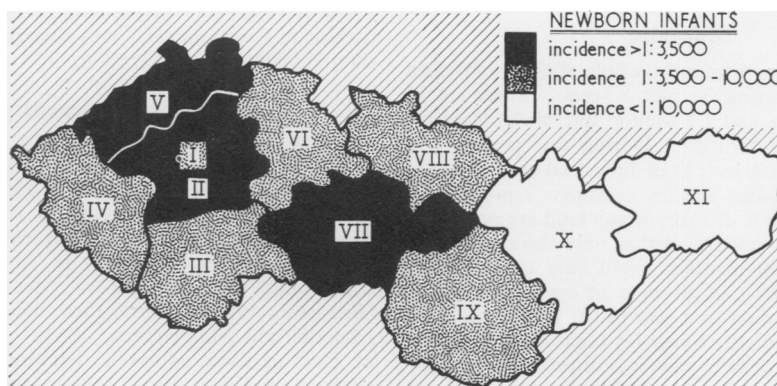 NEWBORN INFANTS
incidence >1:3,500
incidence 1:3,500 - 10,000
incidence <1:10,000
V
I
II
IV
III
VI
VII
VIII
IX
X
XI